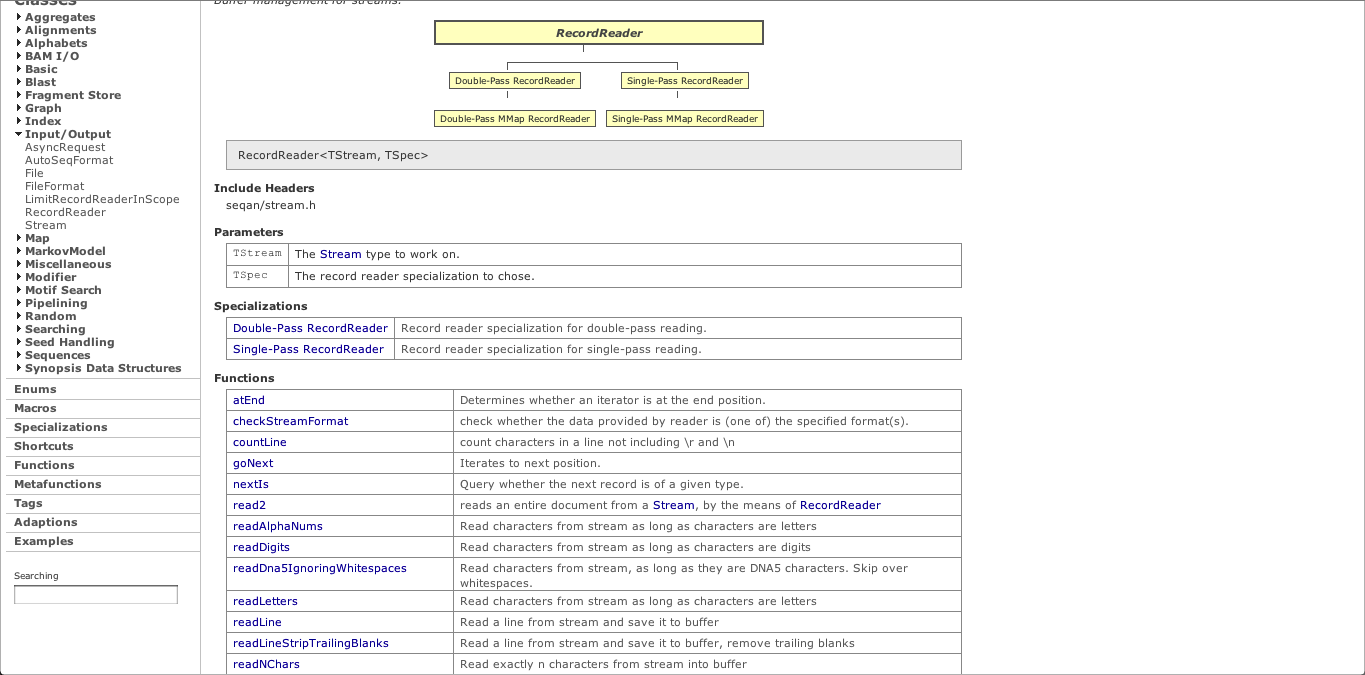 Classes
Aggregates
Alignments
Alphabets
BAM I/O
Basic
Blast
Fragment Store
Graph
Index
Input/Output
AsyncRequest
AutoSeqFormat
File
FileFormat
LimitRecordReaderInScope
RecordReader
Stream
Map
MarkovModel
Miscellaneous
Modifier
Motif Search
Pipelining
Random
Searching
Seed Handling
Sequences
Synopsis Data Structures
Enums
Macros
Specializations
Shortcuts
Functions
Metafunctions
Tags
Adaptions
Examples
Searching
Buffer management for streams.
RecordReader
Double-Pass RecordReader Single-Pass RecordReader
Double-Pass MMap RecordReader Single-Pass MMap RecordReader
RecordReader<TStream, TSpec>
Include Headers
seqan/stream.h
Parameters
TStream The Stream type to work on.
TSpec The record reader specialization to chose.
Specializations
Double-Pass RecordReader Record reader specialization for double-pass reading.
Single-Pass RecordReader Record reader specialization for single-pass reading.
Functions
atEnd Determines whether an iterator is at the end position.
checkStreamFormat check whether the data provided by reader is (one of) the specified format(s).
countLine count characters in a line not including \r and \n
goNext Iterates to next position.
nextIs Query whether the next record is of a given type.
read2 reads an entire document from a Stream, by the means of RecordReader
readAlphaNums Read characters from stream as long as characters are letters
readDigits Read characters from stream as long as characters are digits
readDna5IgnoringWhitespaces Read characters from stream, as long as they are DNA5 characters. Skip over
whitespaces.
readLetters Read characters from stream as long as characters are letters
readLine Read a line from stream and save it to buffer
readLineStripTrailingBlanks Read a line from stream and save it to buffer, remove trailing blanks
readNChars Read exactly n characters from stream into buffer